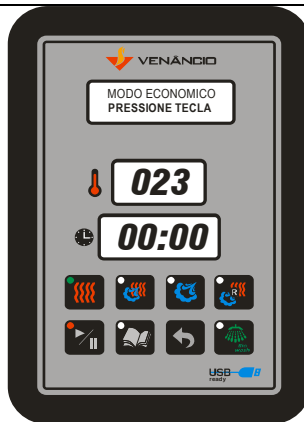 VENÂNCIO
MODO ECONOMICO
PRESSIONE TECLA
023
00:00
R
USB
ready